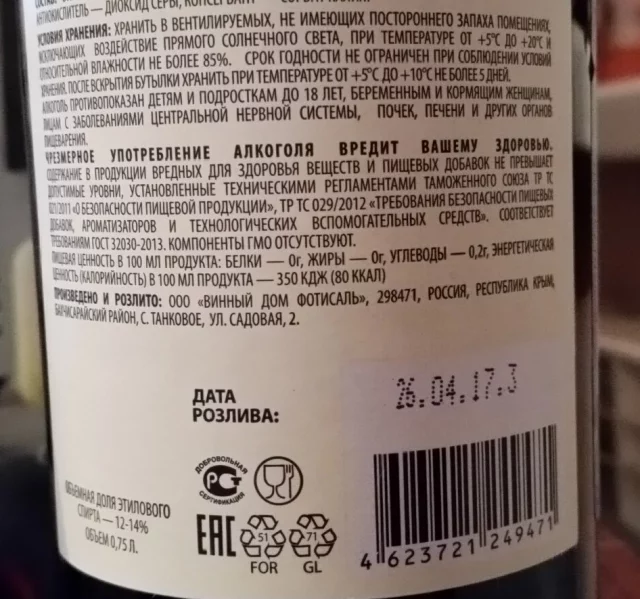 АНТИОКИСЛИТЕЛЬ — ДИОКСИД СЕРЫ, КОНСЕРВАНТ —
УСЛОВИЯ ХРАНЕНИЯ: ХРАНИТЬ В ВЕНТИЛИРУЕМЫХ, НЕ ИМЕЮЩИХ ПОСТОРОННЕГО ЗАПАХА ПОМЕЩЕНИЯХ,
ИСКЛЮЧАЮЩИХ ВОЗДЕЙСТВИЕ ПРЯМОГО СОЛНЕЧНОГО СВЕТА, ПРИ ТЕМПЕРАТУРЕ ОТ +5°С ДО +20°С И
ОТНОСИТЕЛЬНОЙ ВЛАЖНОСТИ НЕ БОЛЕЕ 85%. СРОК ГОДНОСТИ НЕ ОГРАНИЧЕН ПРИ СОБЛЮДЕНИИ УСЛОВИЙ
ХРАНЕНИЯ. ПОСЛЕ ВСКРЫТИЯ БУТЫЛКИ ХРАНИТЬ ПРИ ТЕМПЕРАТУРЕ ОТ +5°С ДО +10°С НЕ БОЛЕЕ 5 ДНЕЙ.
АЛКОГОЛЬ ПРОТИВОПОКАЗАН ДЕТЯМ И ПОДРОСТКАМ ДО 18 ЛЕТ, БЕРЕМЕННЫМ И КОРМЯЩИМ ЖЕНЩИНАМ,
ЛИЦАМ С ЗАБОЛЕВАНИЯМИ ЦЕНТРАЛЬНОЙ НЕРВНОЙ СИСТЕМЫ, ПОЧЕК, ПЕЧЕНИ И ДРУГИХ ОРГАНОВ
ПИЩЕВАРЕНИЯ.
ЧРЕЗМЕРНОЕ УПОТРЕБЛЕНИЕ АЛКОГОЛЯ ВРЕДИТ ВАШЕМУ ЗДОРОВЬЮ.
СОДЕРЖАНИЕ В ПРОДУКЦИИ ВРЕДНЫХ ДЛЯ ЗДОРОВЬЯ ВЕЩЕСТВ И ПИЩЕВЫХ ДОБАВОК НЕ ПРЕВЫШАЕТ
ДОПУСТИМЫЕ УРОВНИ, УСТАНОВЛЕННЫЕ ТЕХНИЧЕСКИМИ РЕГЛАМЕНТАМИ ТАМОЖЕННОГО СОЮЗА ТР ТС
021/2011 «О БЕЗОПАСНОСТИ ПИЩЕВОЙ ПРОДУКЦИИ», ТР ТС 029/2012 «ТРЕБОВАНИЯ БЕЗОПАСНОСТИ ПИЩЕВЫХ
ДОБАВОК, АРОМАТИЗАТОРОВ И ТЕХНОЛОГИЧЕСКИХ ВСПОМОГАТЕЛЬНЫХ СРЕДСТВ». СООТВЕТСТВУЕТ
ТРЕБОВАНИЯМ ГОСТ 32030-2013. КОМПОНЕНТЫ ГМО ОТСУТСТВУЮТ.
ПИЩЕВАЯ ЦЕННОСТЬ В 100 МЛ ПРОДУКТА: БЕЛКИ — 0г, ЖИРЫ — 0г, УГЛЕВОДЫ — 0,2г, ЭНЕРГЕТИЧЕСКАЯ
ЦЕННОСТЬ (КАЛОРИЙНОСТЬ) В 100 МЛ ПРОДУКТА — 350 КДЖ (80 ККАЛ)
ПРОИЗВЕДЕНО И РОЗЛИТО: ООО «ВИННЫЙ ДОМ ФОТИСАЛЬ», 298471, РОССИЯ, РЕСПУБЛИКА КРЫМ,
БАХЧИСАРАЙСКИЙ РАЙОН, С. ТАНКОВОЕ, УЛ. САДОВАЯ, 2.
ДАТА
РОЗЛИВА:
26.04.17.3
ДОБРОВОЛЬНАЯ
РСТ
СЕРТИФИКАЦИЯ
ОБЪЕМНАЯ ДОЛЯ ЭТИЛОВОГО
СПИРТА — 12-14%
ОБЪЕМ 0,75 Л.
ЕАС
51
FOR
71
GL
4 623721 249471